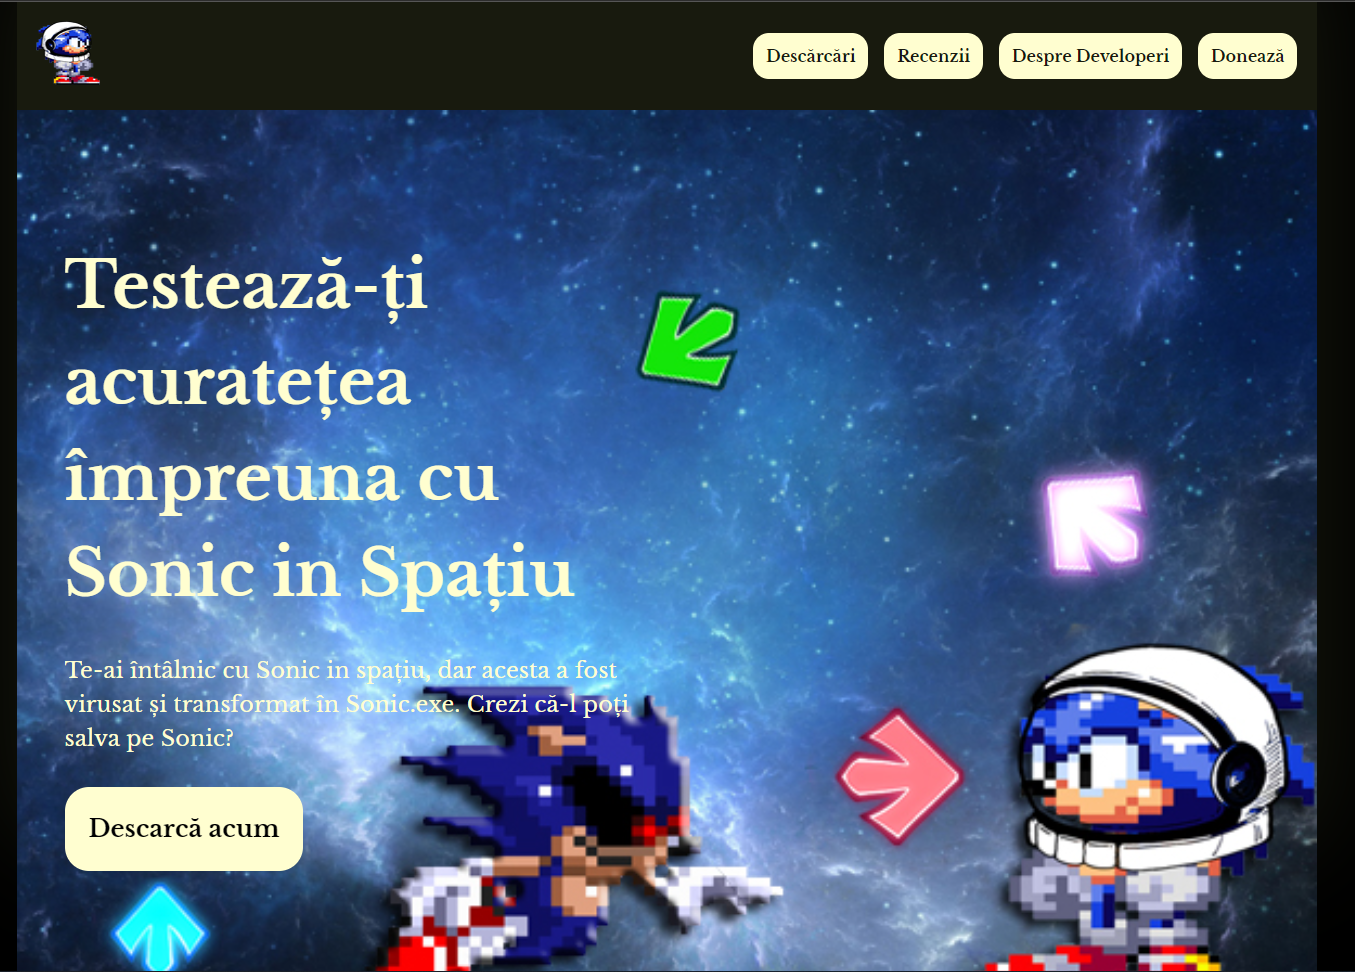 Descărcări Recenzii Despre Developeri Donează
Testează-ți
acuratețea
împreuna cu
Sonic in Spațiu
Te-ai întâlnic cu Sonic in spațiu, dar acesta a fost
virusat și transformat în Sonic.exe. Crezi că-l poți
salva pe Sonic?
Descarcă acum